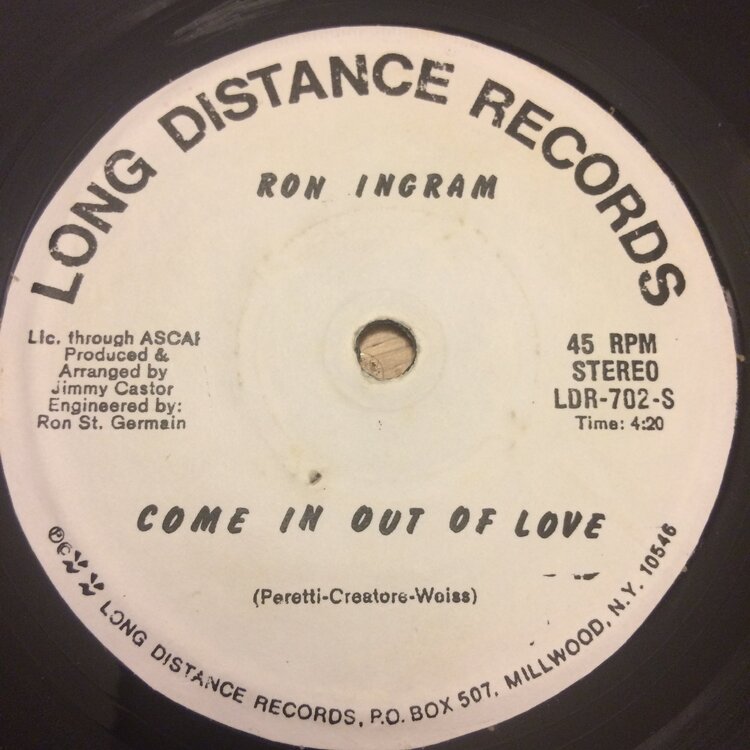 LONG DISTANCE RECORDS
RON INGRAM
Lic. through ASCAP
Produced &
Arranged by
Jimmy Castor
Engineered by:
Ron St. Germain
45 RPM
STEREO
LDR-702-S
Time: 4:20
COME IN OUT OF LOVE
(Peretti-Creatore-Weiss)
LONG DISTANCE RECORDS, P.O. BOX 507, MILLWOOD, N.Y. 10546